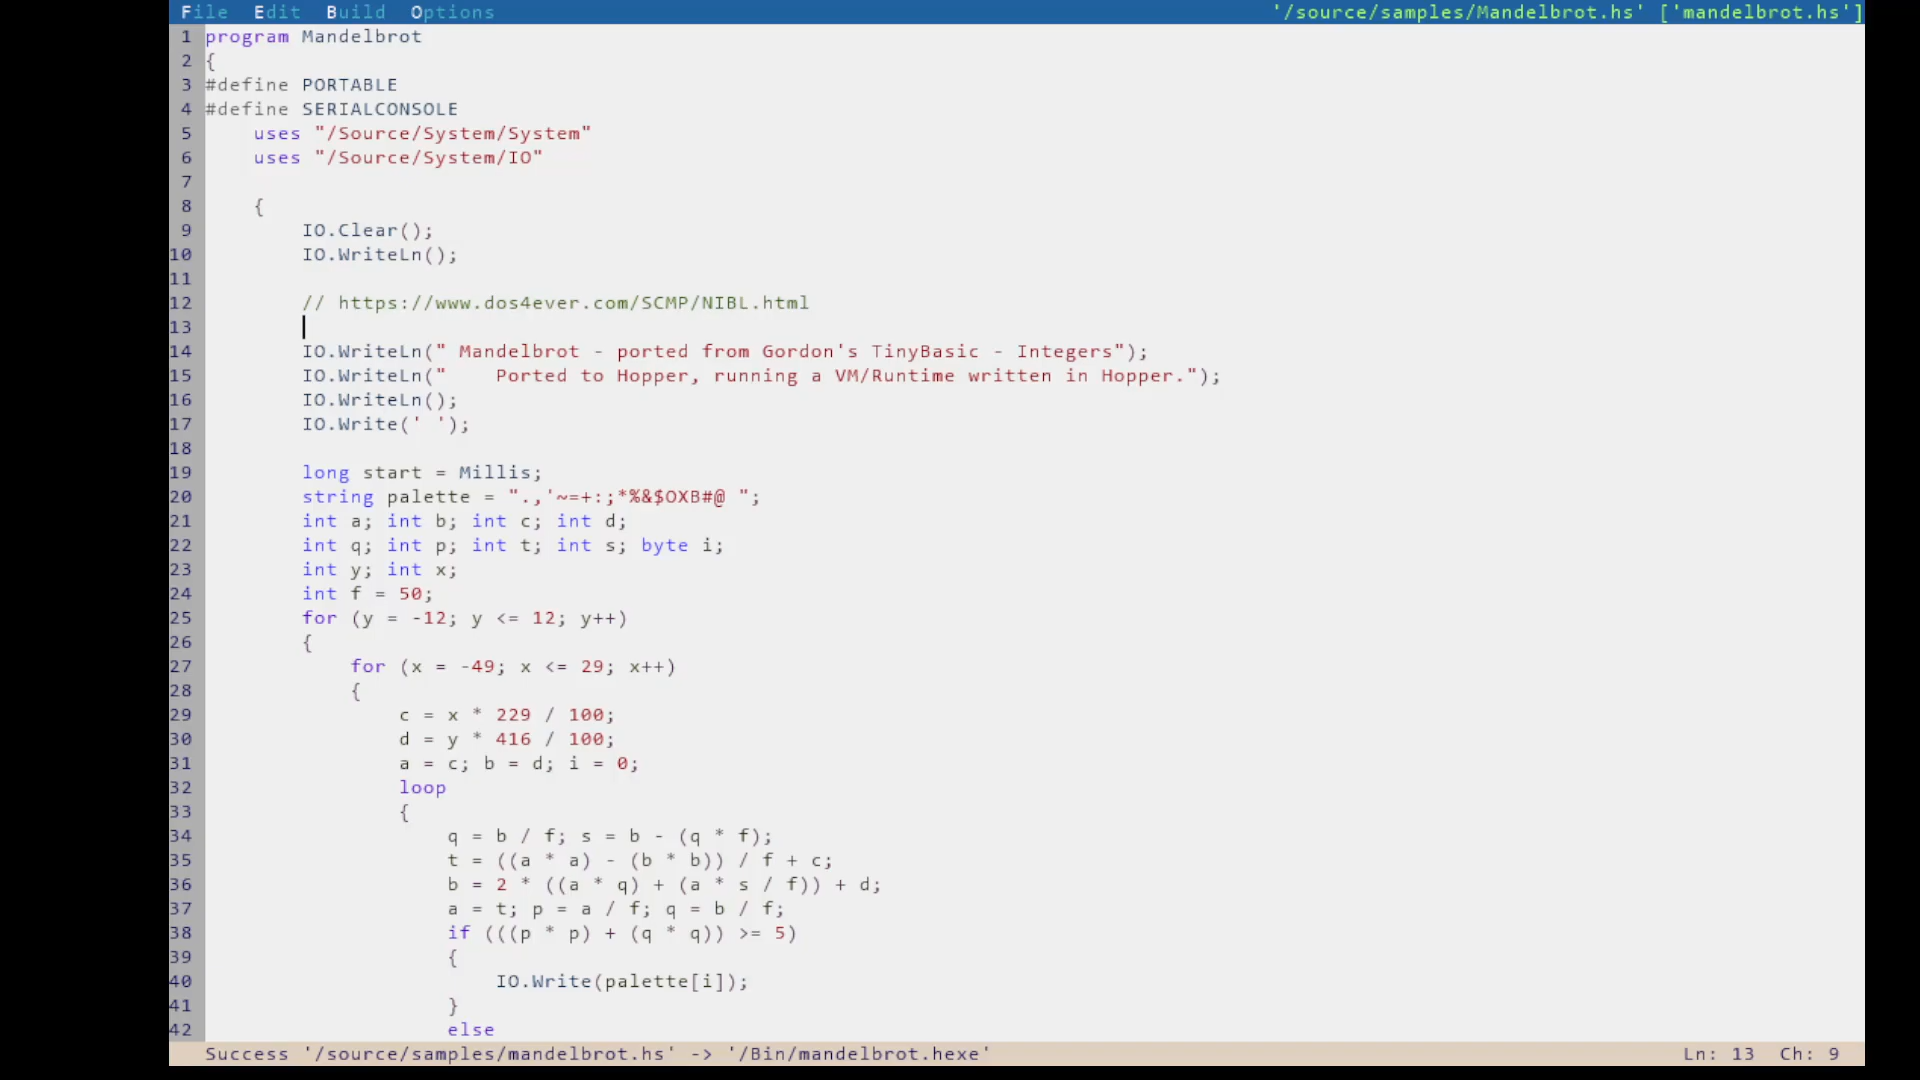 File  Edit  Build  Options  '/source/samples/Mandelbrot.hs' ['mandelbrot.hs']
1 program Mandelbrot
2 {
3 #define PORTABLE
4 #define SERIALCONSOLE
5     uses "/Source/System/System"
6     uses "/Source/System/IO"
7
8     {
9         IO.Clear();
10         IO.WriteLn();
11
12         // https://www.dos4ever.com/SCMP/NIBL.html
13
14         IO.WriteLn(" Mandelbrot - ported from Gordon's TinyBasic - Integers");
15         IO.WriteLn("    Ported to Hopper, running a VM/Runtime written in Hopper.");
16         IO.WriteLn();
17         IO.Write(' ');
18
19         long start = Millis;
20         string palette = ".,'~=+:;*%&$OXB#@ ";
21         int a; int b; int c; int d;
22         int q; int p; int t; int s; byte i;
23         int y; int x;
24         int f = 50;
25         for (y = -12; y <= 12; y++)
26         {
27             for (x = -49; x <= 29; x++)
28             {
29                 c = x * 229 / 100;
30                 d = y * 416 / 100;
31                 a = c; b = d; i = 0;
32                 loop
33                 {
34                     q = b / f; s = b - (q * f);
35                     t = ((a * a) - (b * b)) / f + c;
36                     b = 2 * ((a * q) + (a * s / f)) + d;
37                     a = t; p = a / f; q = b / f;
38                     if (((p * p) + (q * q)) >= 5)
39                     {
40                         IO.Write(palette[i]);
41                     }
42                     else
Success '/source/samples/mandelbrot.hs' -> '/Bin/mandelbrot.hexe'  Ln: 13  Ch: 9